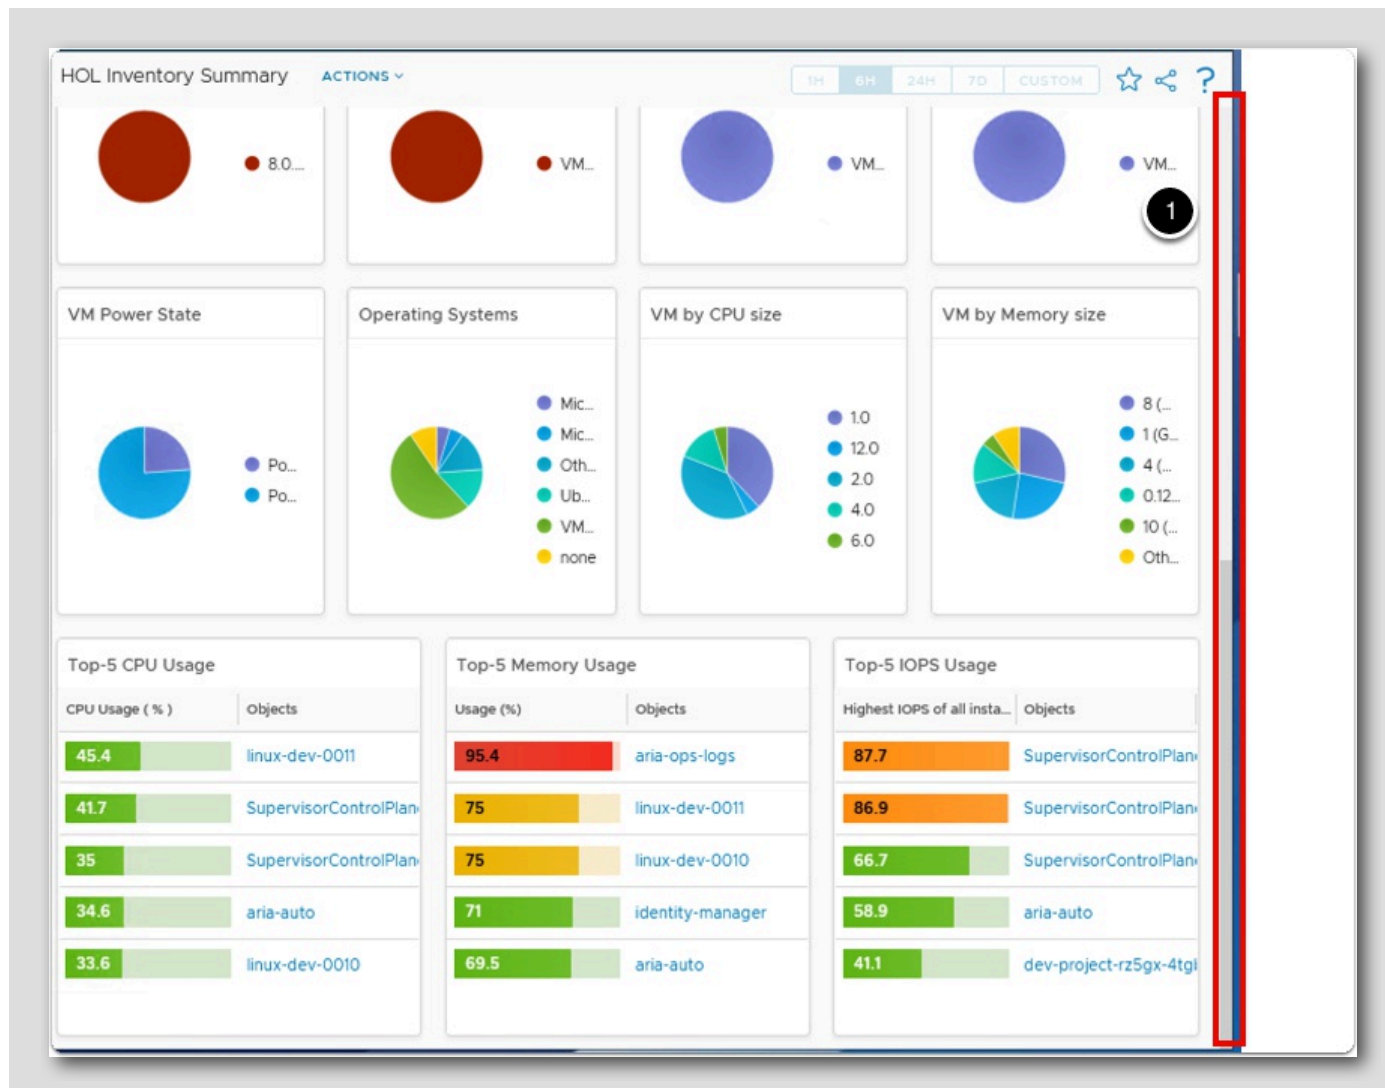 HOL Inventory Summary ACTIONS 1H 6H 24H 7D CUSTOM ?
8.0.... VM... VM... VM...
1
VM Power State Operating Systems VM by CPU size VM by Memory size
Po...
Po...
Mic...
Mic...
Oth...
Ub...
VM...
none
1.0
12.0
2.0
4.0
6.0
8 (...
1 (G...
4 (...
0.12...
10 (...
Oth...
Top-5 CPU Usage
CPU Usage ( % ) Objects
45.4 linux-dev-0011
41.7 SupervisorControlPlan
35 SupervisorControlPlan
34.6 aria-auto
33.6 linux-dev-0010
Top-5 Memory Usage
Usage (%) Objects
95.4 aria-ops-logs
75 linux-dev-0011
75 linux-dev-0010
71 identity-manager
69.5 aria-auto
Top-5 IOPS Usage
Highest IOPS of all insta... Objects
87.7 SupervisorControlPlan
86.9 SupervisorControlPlan
66.7 SupervisorControlPlan
58.9 aria-auto
41.1 dev-project-rz5gx-4tgl